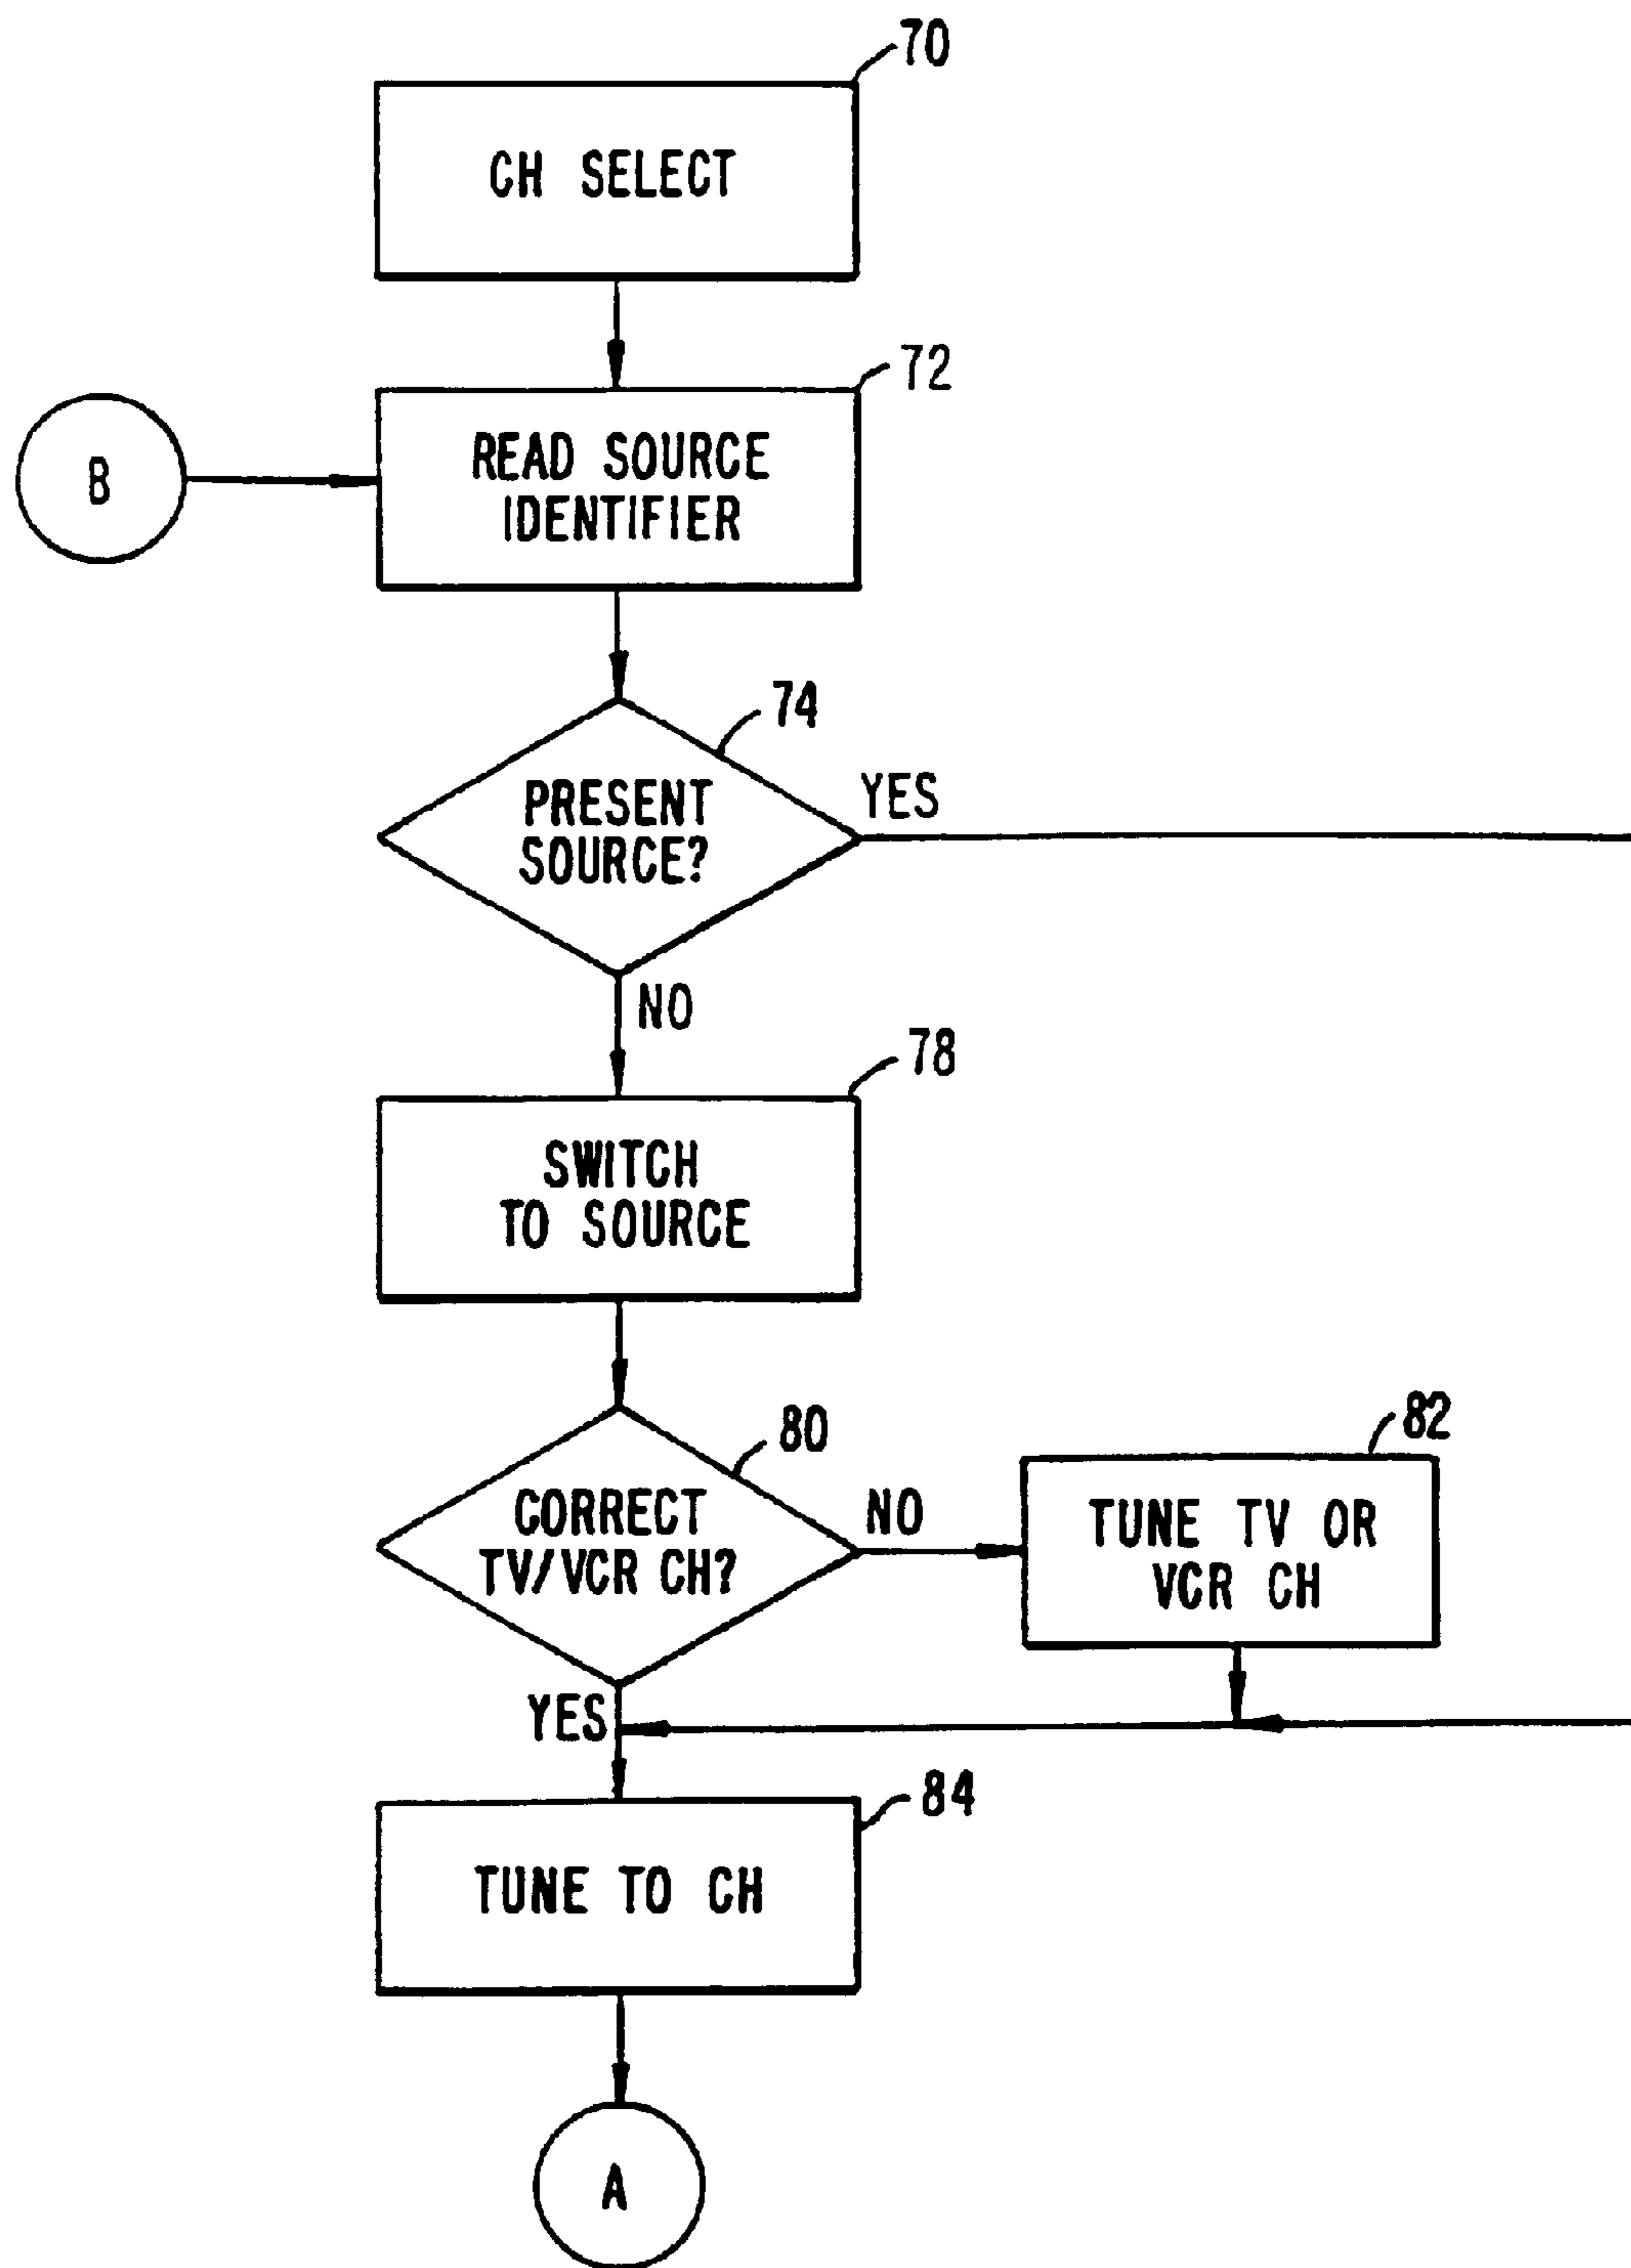 70
CH SELECT
72
READ SOURCE
IDENTIFIER
B
74
PRESENT
SOURCE?
YES
NO
78
SWITCH
TO SOURCE
80
CORRECT
TV/VCR CH?
NO
82
TUNE TV OR
VCR CH
YES
84
TUNE TO CH
A